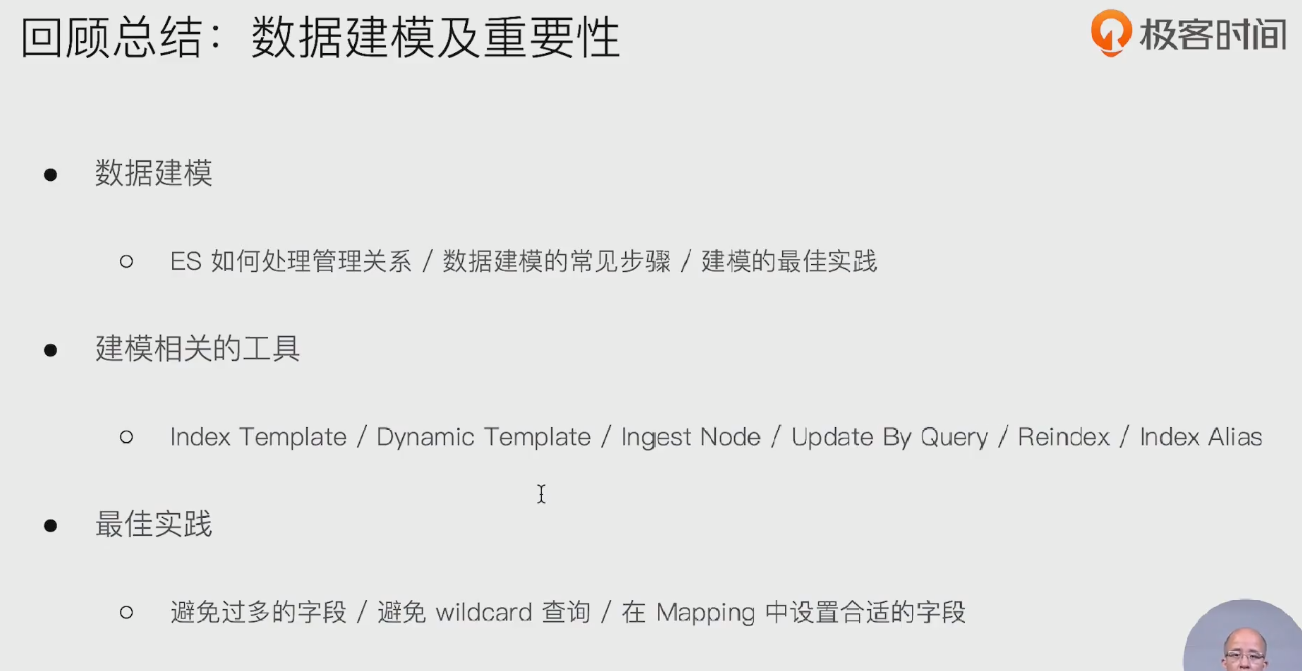 回顾总结：数据建模及重要性
极客时间
数据建模
ES 如何处理管理关系 / 数据建模的常见步骤 / 建模的最佳实践
建模相关的工具
Index Template / Dynamic Template / Ingest Node / Update By Query / Reindex / Index Alias
最佳实践
避免过多的字段 / 避免 wildcard 查询 / 在 Mapping 中设置合适的字段